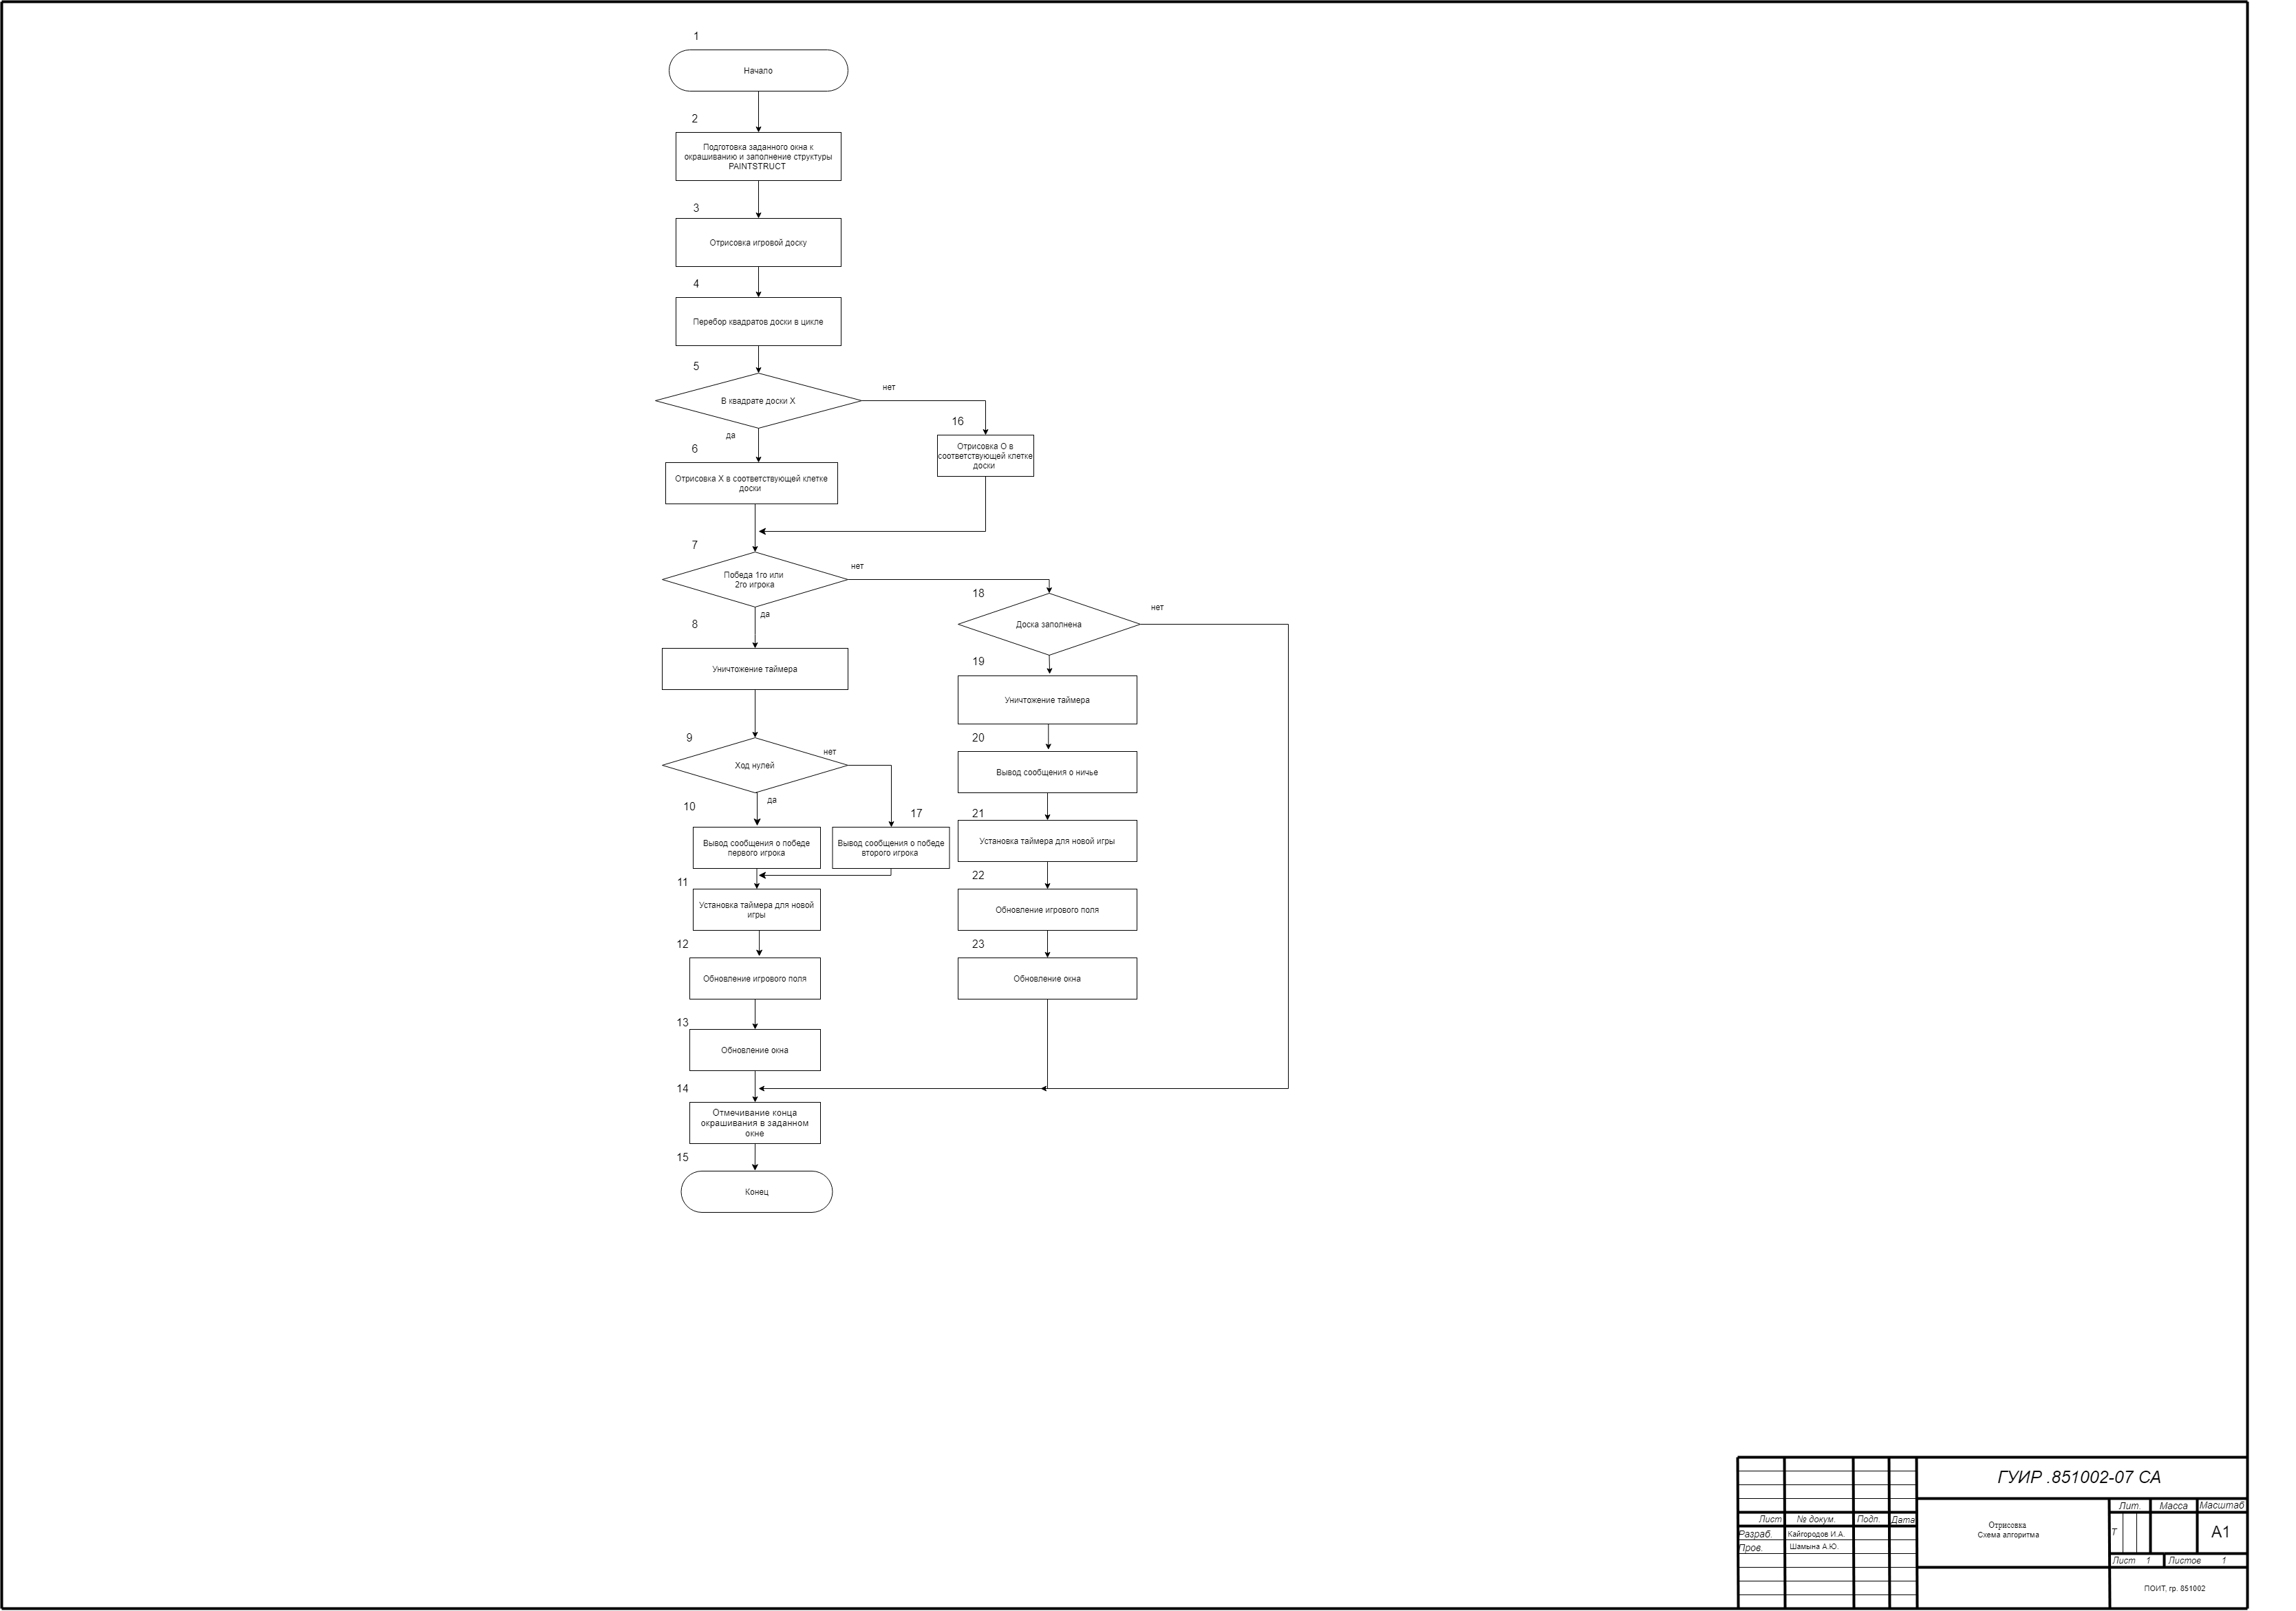 1
Начало
2
Подготовка заданного окна к
окрашиванию и заполнение структуры
PAINTSTRUCT
3
Отрисовка игровой доску
4
Перебор квадратов доски в цикле
5
В квадрате доски X
нет
да
16
Отрисовка О в
соответствующей клетке
доски
6
Отрисовка X в соответствующей клетке
доски
7
Победа 1го или
2го игрока
нет
да
18
Доска заполнена
нет
8
Уничтожение таймера
19
Уничтожение таймера
9
Ход нулей
нет
да
20
Вывод сообщения о ничье
10
Вывод сообщения о победе
первого игрока
17
Вывод сообщения о победе
второго игрока
21
Установка таймера для новой игры
11
Установка таймера для новой
игры
22
Обновление игрового поля
12
Обновление игрового поля
23
Обновление окна
13
Обновление окна
14
Отмечивание конца
окрашивания в заданном
окне
15
Конец
ГУИР .851002-07 СА
Лист № докум. Подп. Дата
Разраб. Кайгородов И.А.
Пров. Шамына А.Ю.
Отрисовка
Схема алгоритма
Лит. Масса Масштаб
Т А1
Лист 1 Листов 1
ПОИТ, гр. 851002